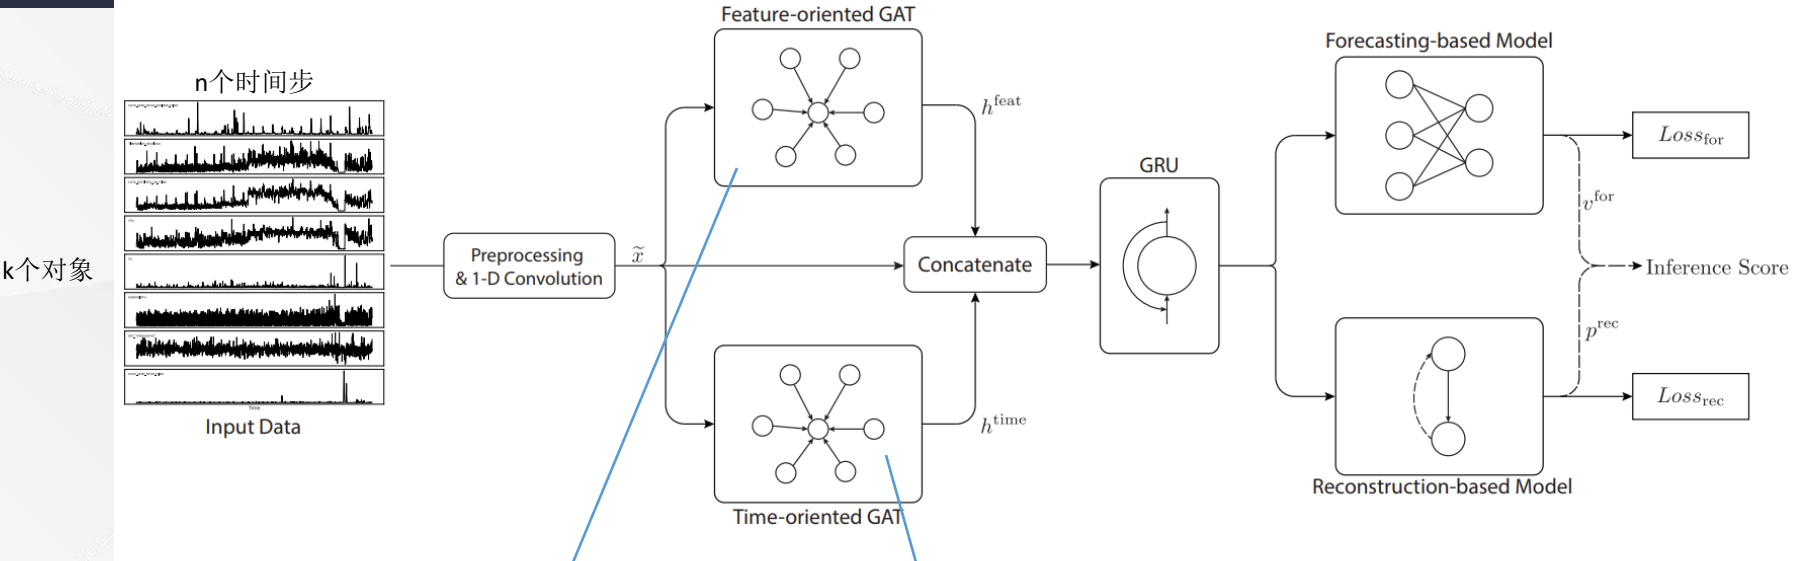 k个对象
n个时间步
Input Data
Preprocessing
& 1-D Convolution
x̃
Feature-oriented GAT
h^feat
Time-oriented GAT
h^time
Concatenate
GRU
Forecasting-based Model
Loss_for
v^for
Inference Score
p^rec
Loss_rec
Reconstruction-based Model